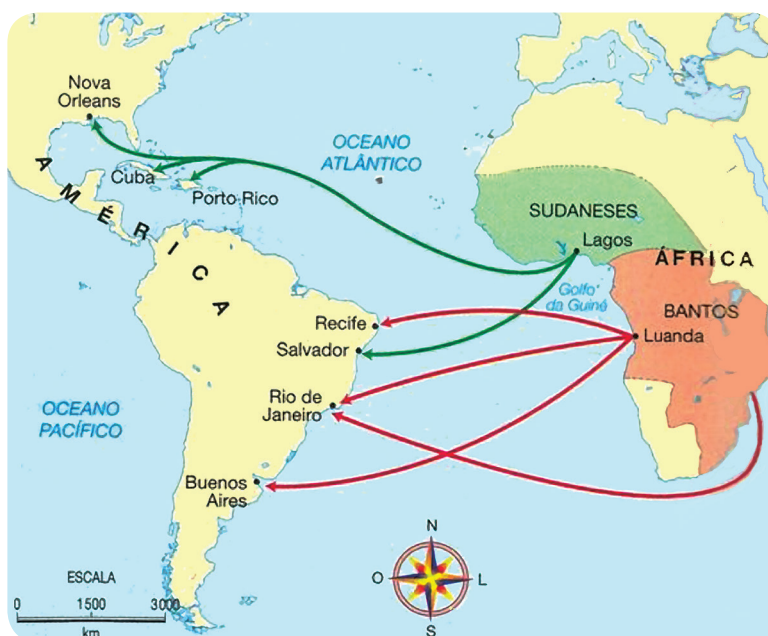 Nova
Orleans
OCEANO
ATLÂNTICO
Cuba
Porto Rico
AMÉRICA
SUDANESES
Lagos
ÁFRICA
Golfo
da Guiné
BANTOS
Luanda
Recife
Salvador
Rio de
Janeiro
OCEANO
PACÍFICO
Buenos
Aires
ESCALA
0 1500 3000
km
N
O L
S